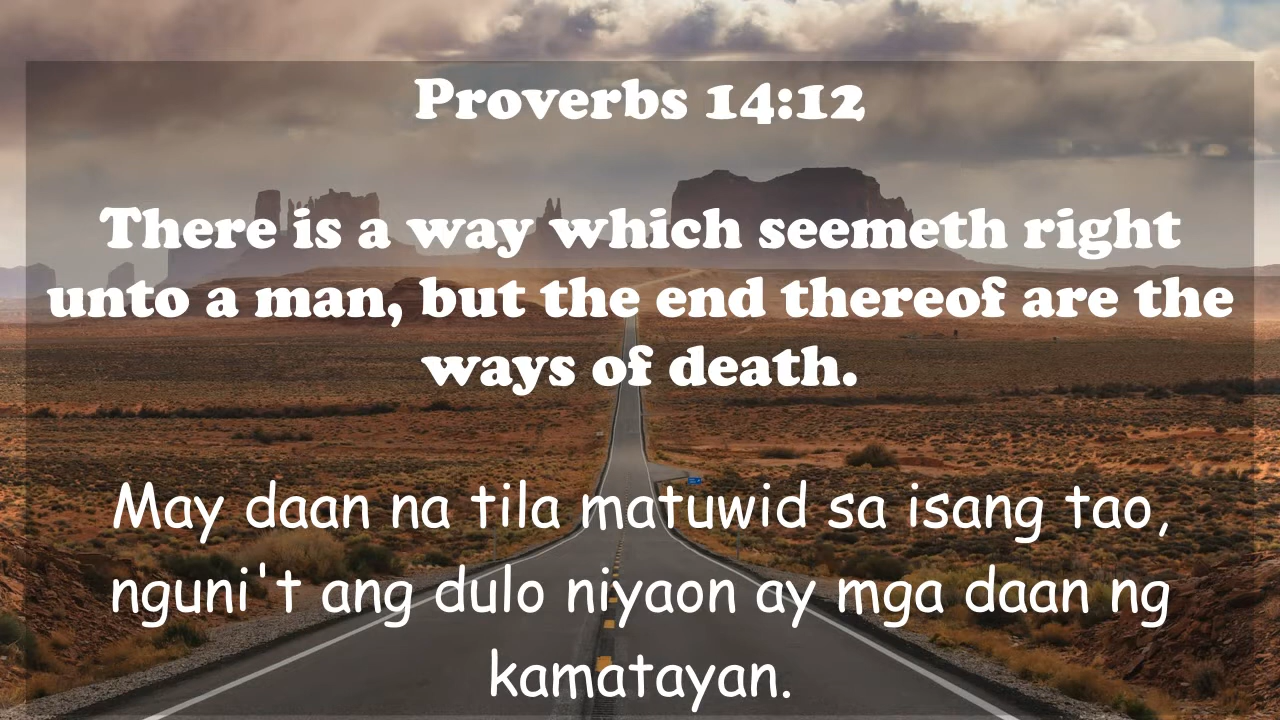 Proverbs 14:12
There is a way which seemeth right
unto a man, but the end thereof are the
ways of death.
May daan na tila matuwid sa isang tao,
nguni't ang dulo niyaon ay mga daan ng
kamatayan.